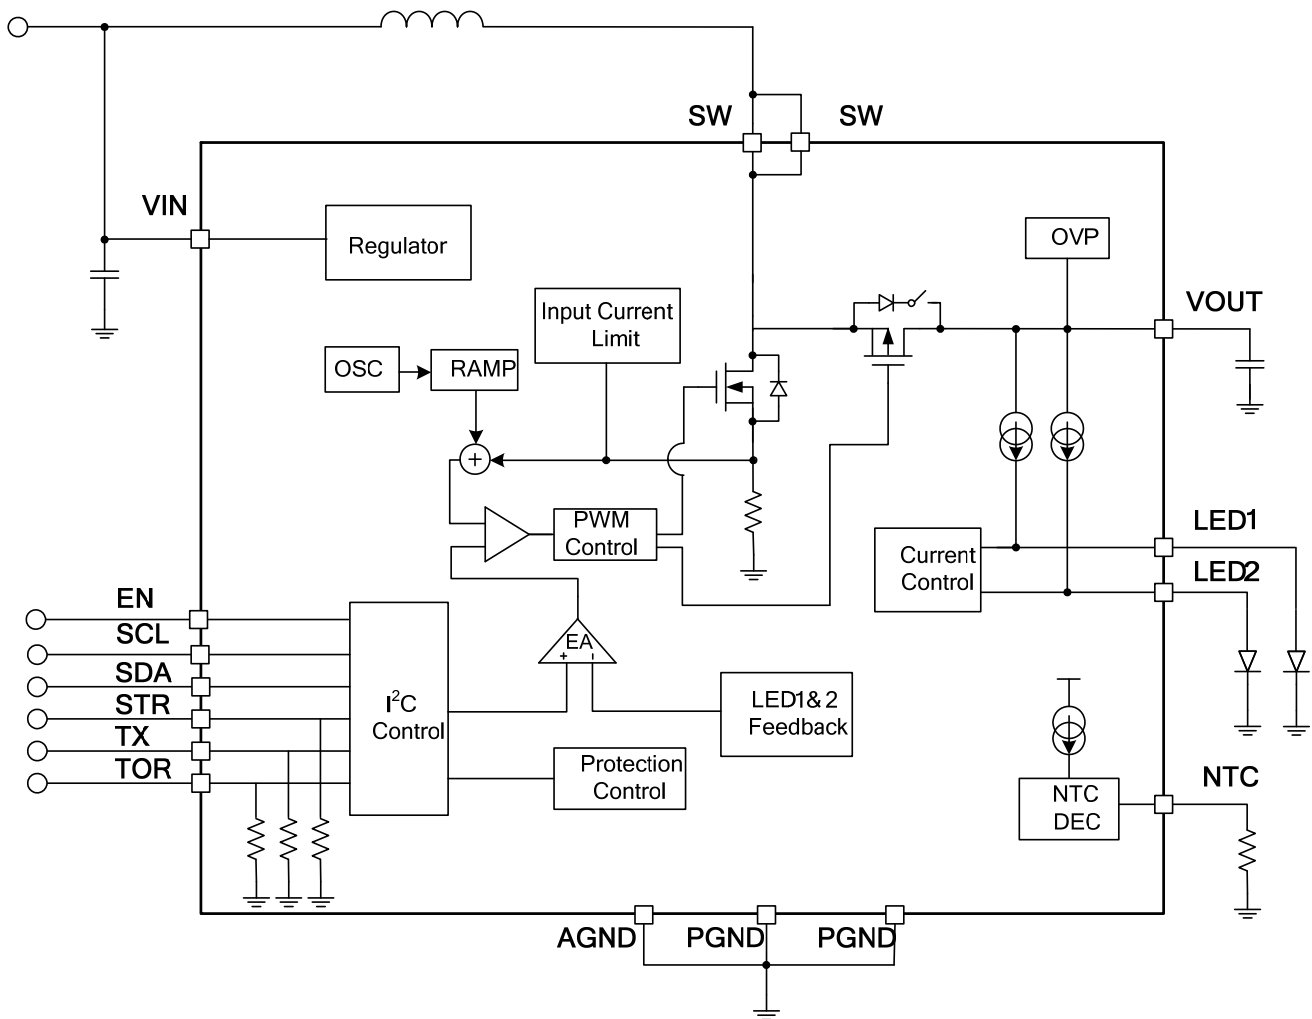 SW
SW
VIN
Regulator
OVP
VOUT
Input Current
Limit
OSC
RAMP
+
PWM
Control
LED1
Current
Control
LED2
EN
SCL
SDA
STR
TX
TOR
I²C
Control
EA
+ -
LED1& 2
Feedback
Protection
Control
NTC
NTC
DEC
AGND
PGND
PGND